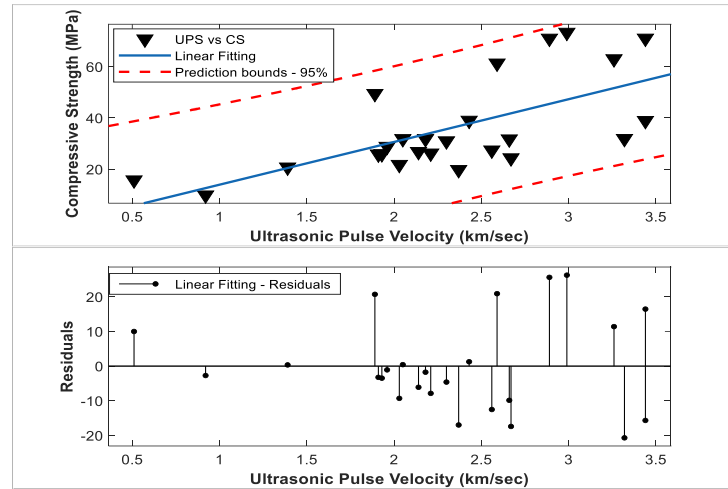 UPS vs CS
Linear Fitting
Prediction bounds - 95%
Compressive Strength (MPa)
60
40
20
0.5 1 1.5 2 2.5 3 3.5
Ultrasonic Pulse Velocity (km/sec)
Linear Fitting - Residuals
Residuals
20
10
0
-10
-20
0.5 1 1.5 2 2.5 3 3.5
Ultrasonic Pulse Velocity (km/sec)